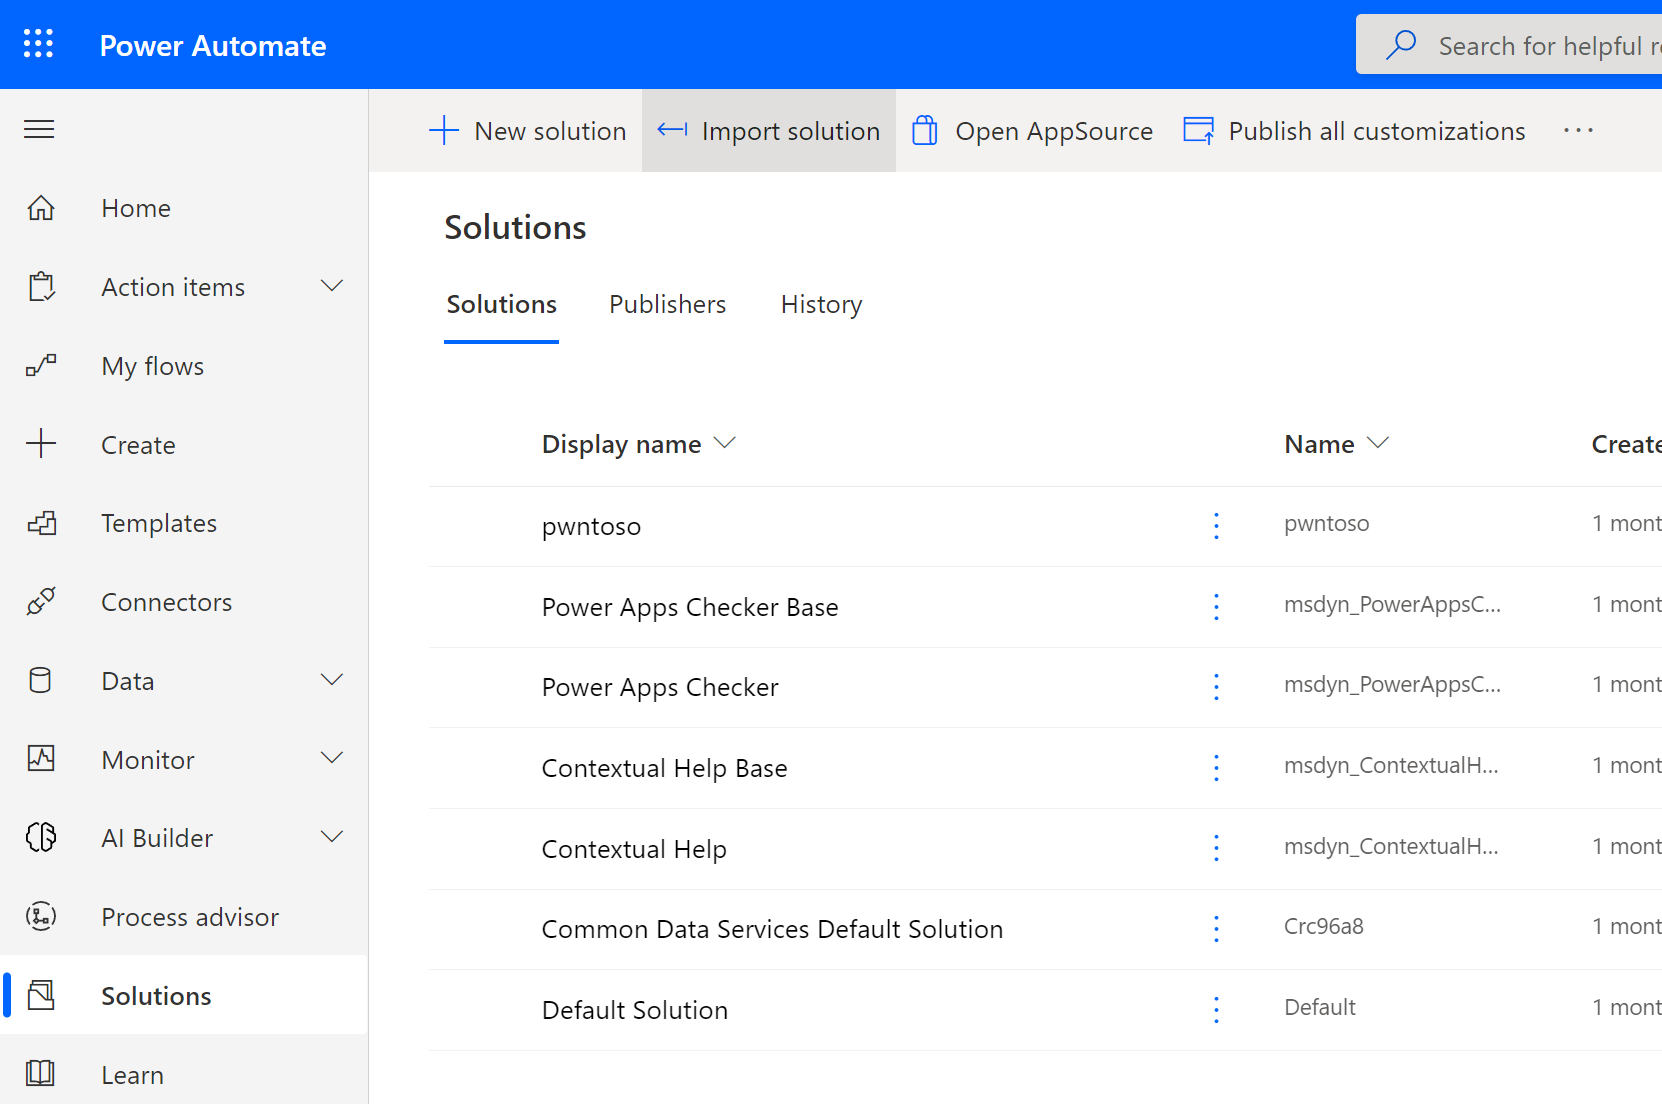 Power Automate
Search for helpful
New solution
Import solution
Open AppSource
Publish all customizations
Home
Action items
My flows
Create
Templates
Connectors
Data
Monitor
AI Builder
Process advisor
Solutions
Learn
Solutions
Solutions Publishers History
Display name Name Create
pwntoso pwntoso 1 mont
Power Apps Checker Base msdyn_PowerAppsC... 1 mont
Power Apps Checker msdyn_PowerAppsC... 1 mont
Contextual Help Base msdyn_ContextualH... 1 mont
Contextual Help msdyn_ContextualH... 1 mont
Common Data Services Default Solution Crc96a8 1 mont
Default Solution Default 1 mont